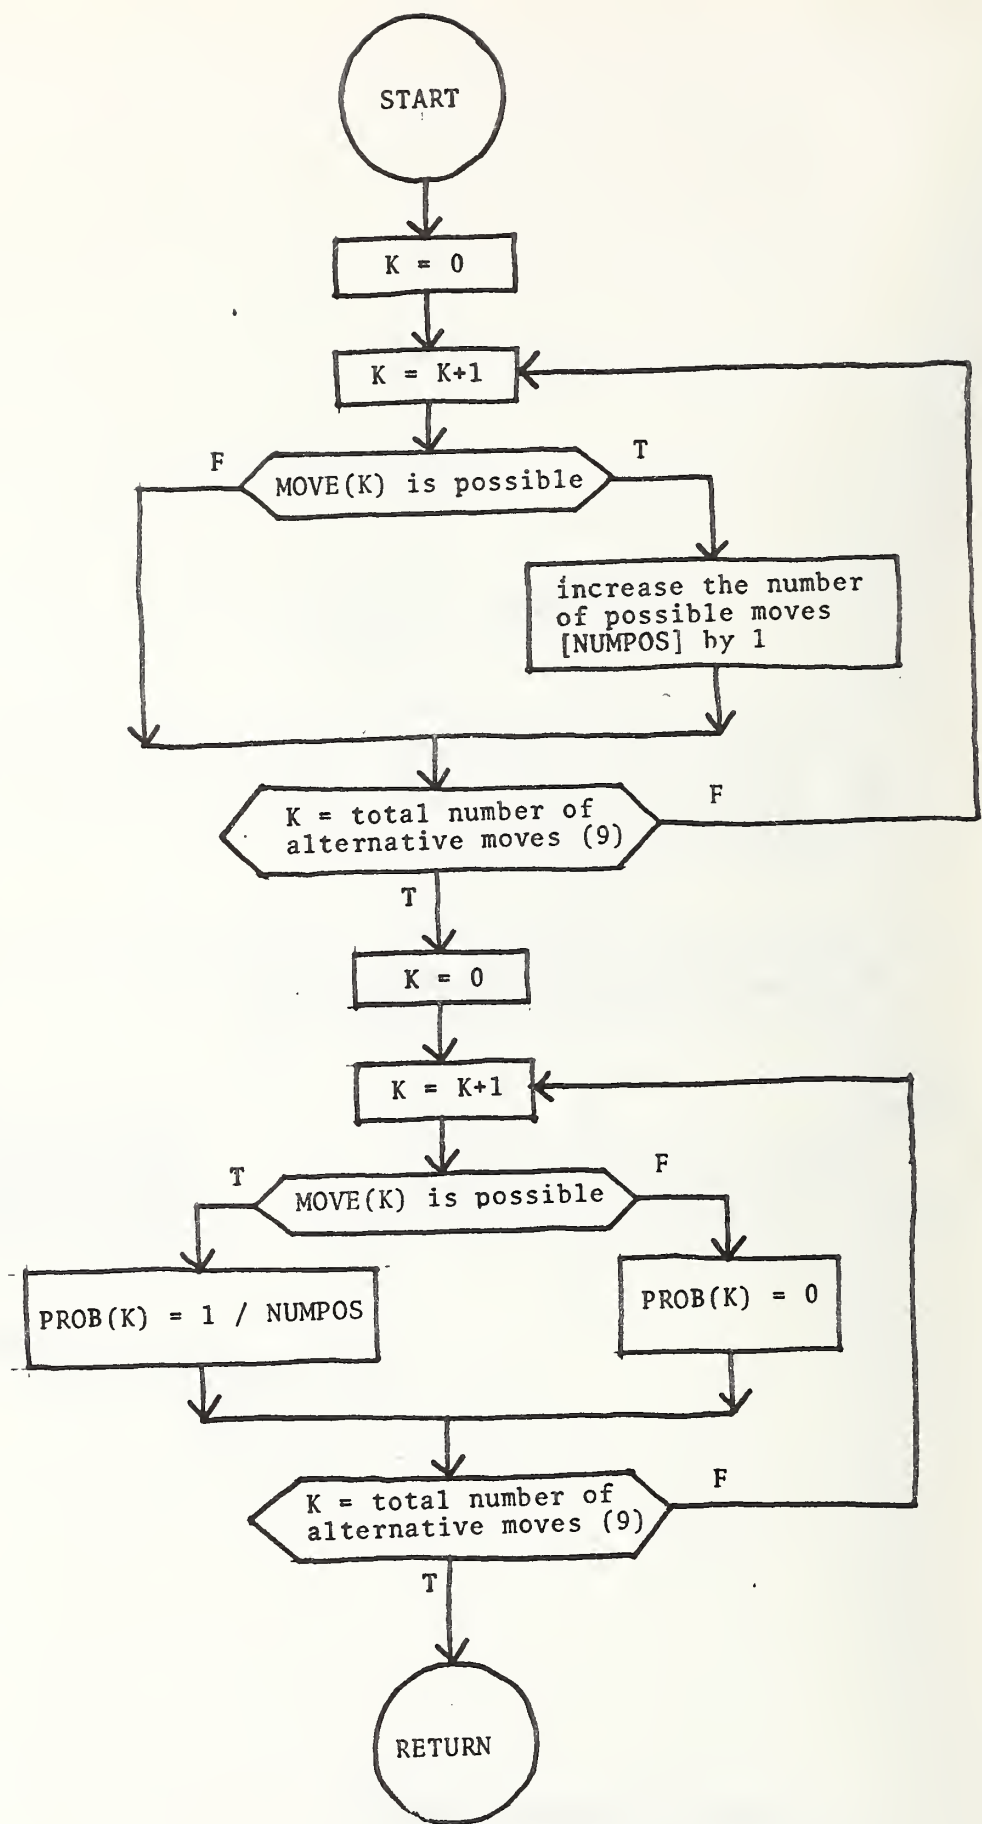 START
K = 0
K = K+1
F
T
MOVE(K) is possible
increase the number
of possible moves
[NUMPOS] by 1
K = total number of
alternative moves (9)
F
T
K = 0
K = K+1
T
F
MOVE(K) is possible
PROB(K) = 1 / NUMPOS
PROB(K) = 0
K = total number of
alternative moves (9)
F
T
RETURN